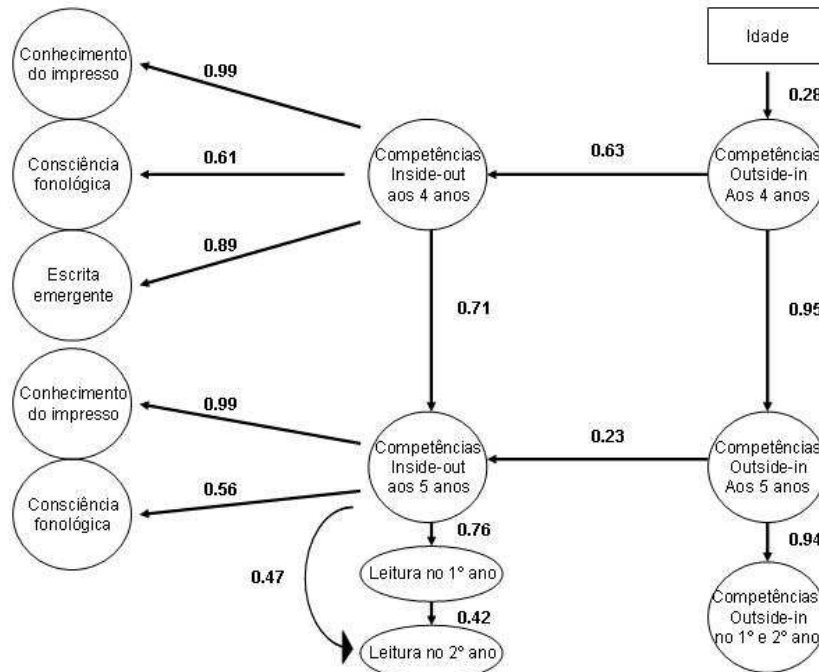 Idade
0.28
Conhecimento
do impresso
0.99
Consciência
fonológica
0.61
Competências
Inside-out
aos 4 anos
0.63
Competências
Outside-in
Aos 4 anos
Escrita
emergente
0.89
0.71
0.95
Conhecimento
do impresso
0.99
Consciência
fonológica
0.56
Competências
Inside-out
aos 5 anos
0.23
Competências
Outside-in
Aos 5 anos
0.76
0.94
0.47
Leitura no 1º ano
0.42
Leitura no 2º ano
Competências
Outside-in
no 1º e 2º ano